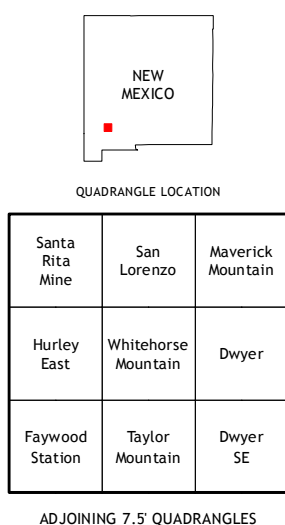 NEW
MEXICO
QUADRANGLE LOCATION
Santa
Rita
Mine
San
Lorenzo
Maverick
Mountain
Hurley
East
Whitehorse
Mountain
Dwyer
Faywood
Station
Taylor
Mountain
Dwyer
SE
ADJOINING 7.5' QUADRANGLES